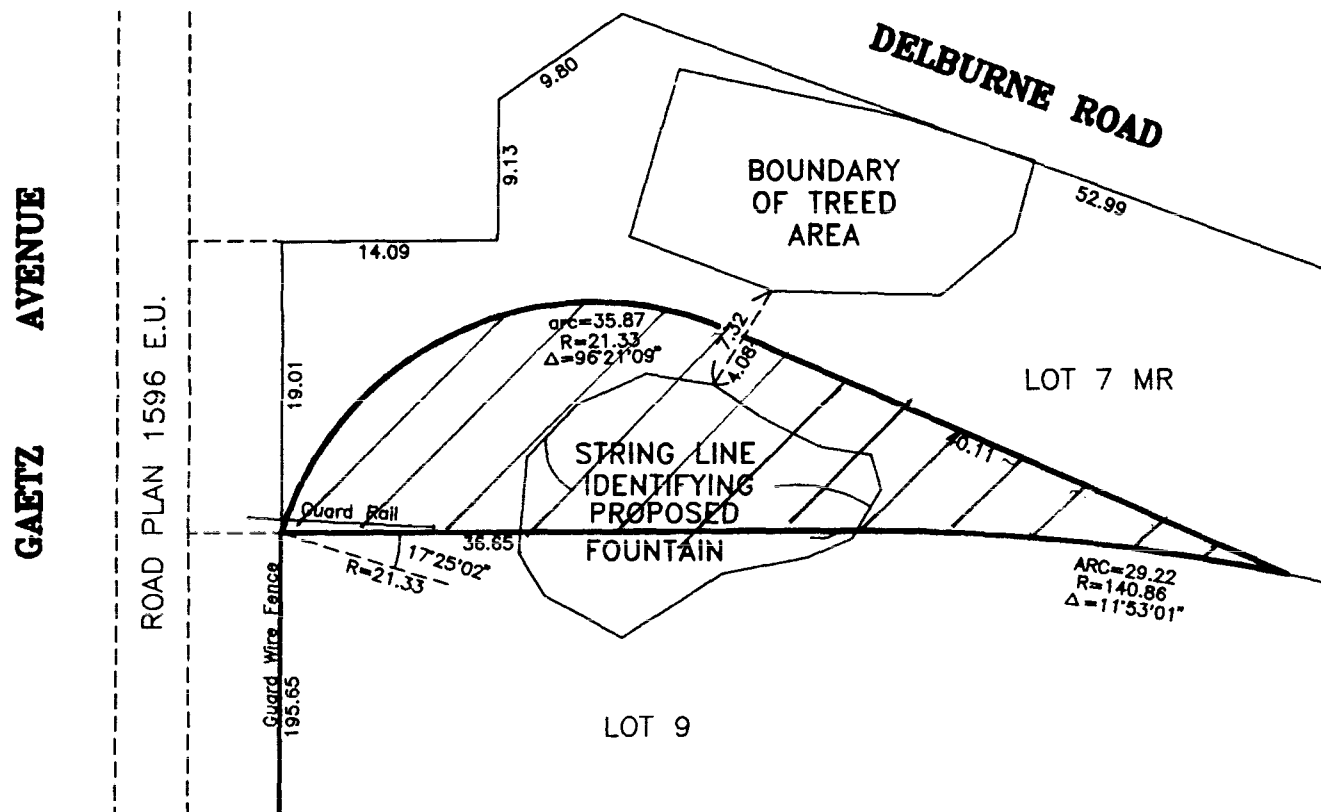 DELBURNE ROAD
9.80
9.13
BOUNDARY
OF TREED
AREA
52.99
GAETZ AVENUE
ROAD PLAN 1596 E.U.
14.09
19.01
arc=35.87
R=21.33
Δ=96°21'09"
7.32
4.08
LOT 7 MR
40.11
STRING LINE
IDENTIFYING
PROPOSED
FOUNTAIN
Guard Rail
36.65
17°25'02"
R=21.33
ARC=29.22
R=140.86
Δ=11°53'01"
Guard Wire Fence
195.65
LOT 9